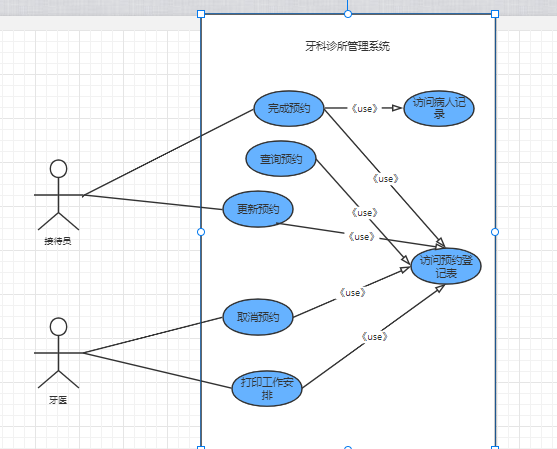 牙科诊所管理系统
完成预约
《use》
访问病人记
录
查询预约
《use》
更新预约
《use》
《use》
接待员
访问预约登
记表
取消预约
《use》
《use》
打印工作安
排
牙医